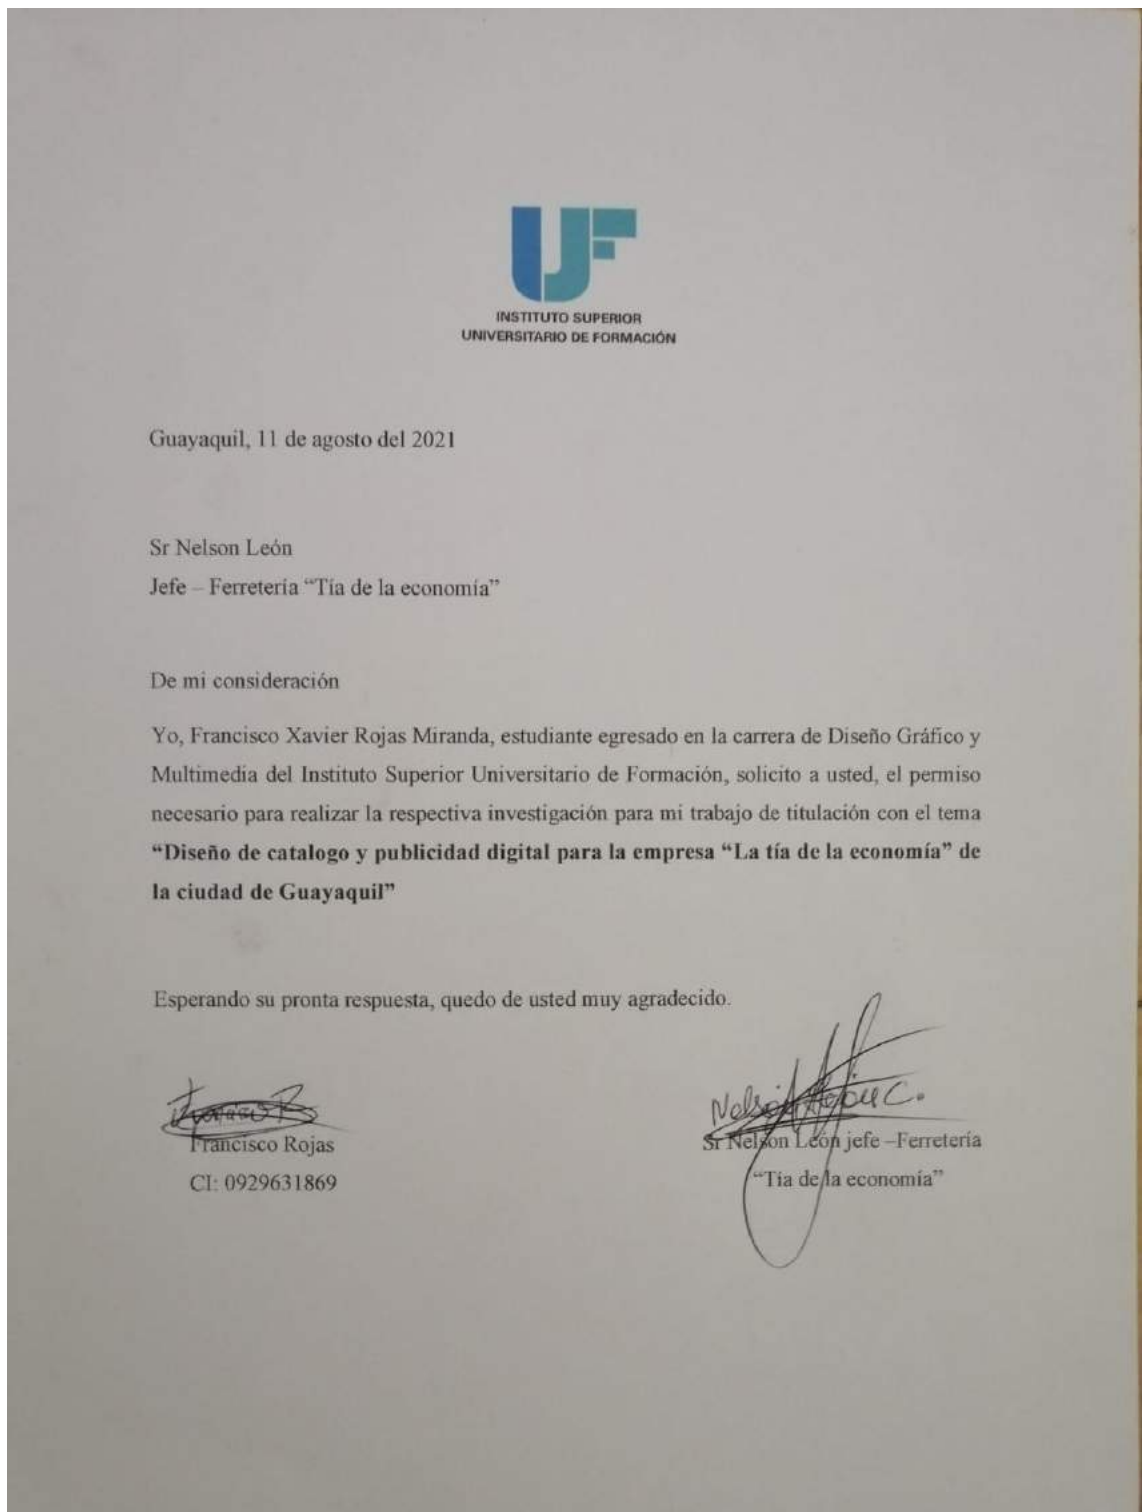 UF
INSTITUTO SUPERIOR
UNIVERSITARIO DE FORMACIÓN
Guayaquil, 11 de agosto del 2021
Sr Nelson León
Jefe – Ferretería “Tía de la economía”
De mi consideración
Yo, Francisco Xavier Rojas Miranda, estudiante egresado en la carrera de Diseño Gráfico y
Multimedia del Instituto Superior Universitario de Formación, solicito a usted, el permiso
necesario para realizar la respectiva investigación para mi trabajo de titulación con el tema
“Diseño de catalogo y publicidad digital para la empresa “La tía de la economía” de
la ciudad de Guayaquil”
Esperando su pronta respuesta, quedo de usted muy agradecido.
Francisco R
Nelson León C.
Francisco Rojas
Sr Nelson León jefe –Ferretería
CI: 0929631869
“Tía de la economía”